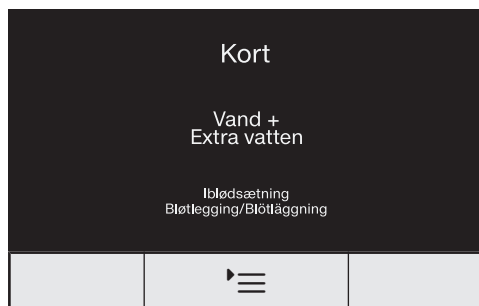 Kort
Vand +
Extra vatten
Iblødsætning
Bløtlegging/Blötläggning